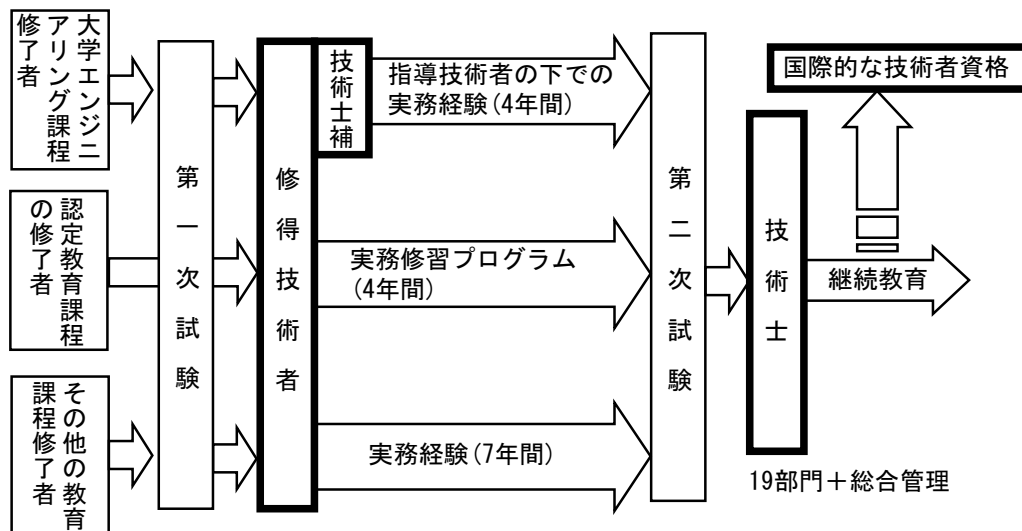 大学エンジニ
アリング課程
修了者
認定教育課程
の修了者
その他の教育
課程修了者
第一次試験
修得技術者
技術士補
指導技術者の下での
実務経験(4年間)
実務修習プログラム
(4年間)
実務経験(7年間)
第二次試験
技術士
国際的な技術者資格
継続教育
19部門＋総合管理